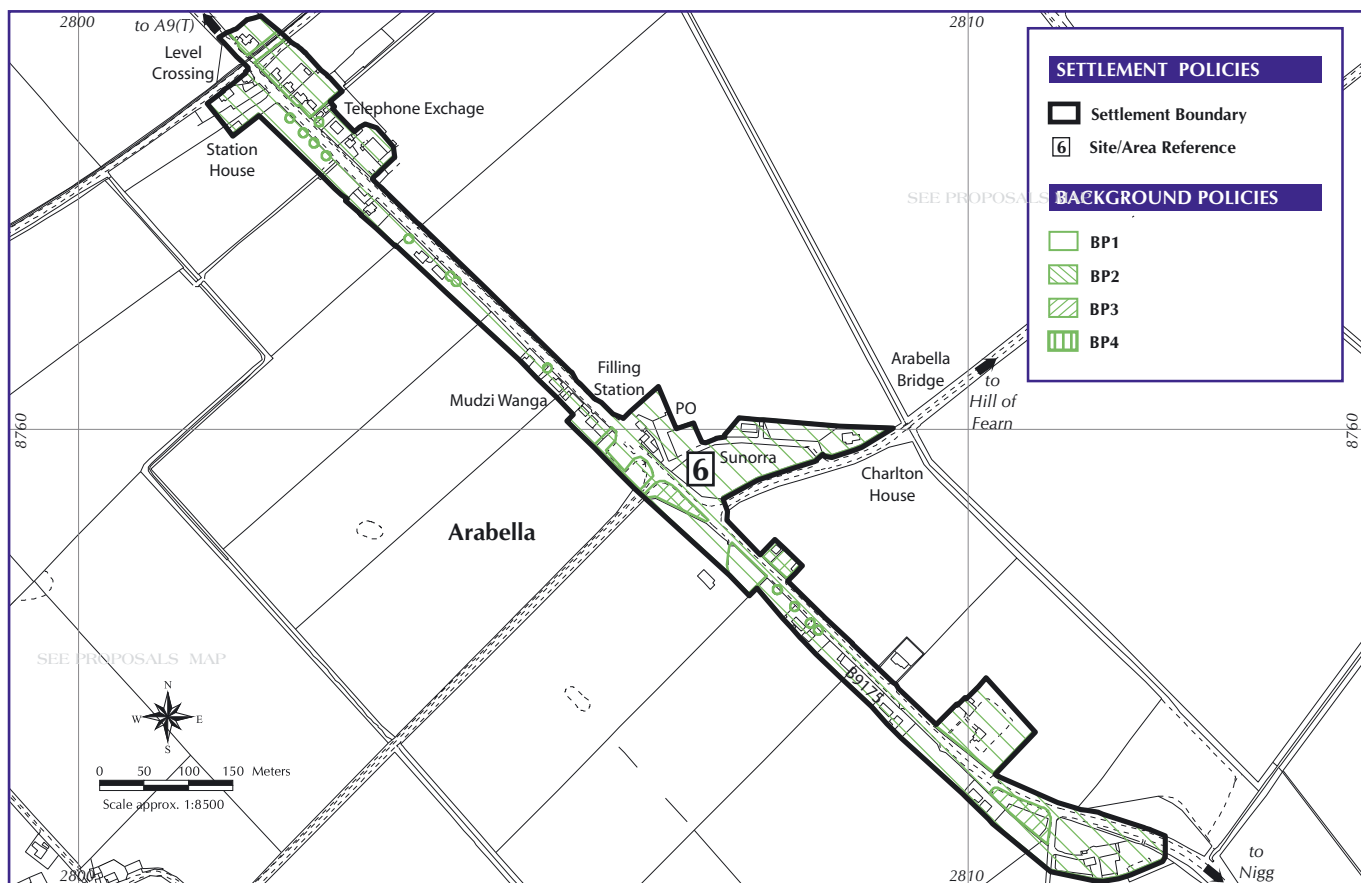 2800
to A9(T)
2810
Level
Crossing
Telephone Exchage
Station
House
SETTLEMENT POLICIES
Settlement Boundary
6 Site/Area Reference
SEE PROPOSALS MAP
BACKGROUND POLICIES
BP1
BP2
BP3
BP4
Arabella
Bridge
to
Hill of
Fearn
Filling
Station
Mudzi Wanga
PO
8760
8760
6
Sunorra
Charlton
House
Arabella
B9175
SEE PROPOSALS MAP
N
W E
S
0 50 100 150 Meters
Scale approx. 1:8500
2800
2810
to
Nigg